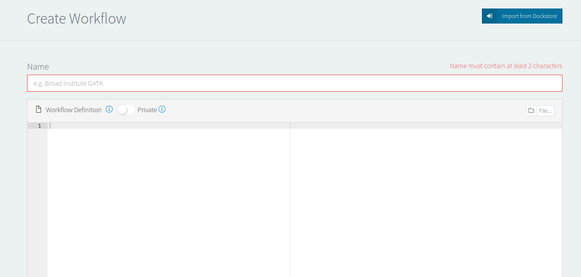 Create Workflow
Import from Dockstore
Name
Name must contain at least 2 characters
e.g. Broad Institute GATK
Workflow Definition Private File...
1